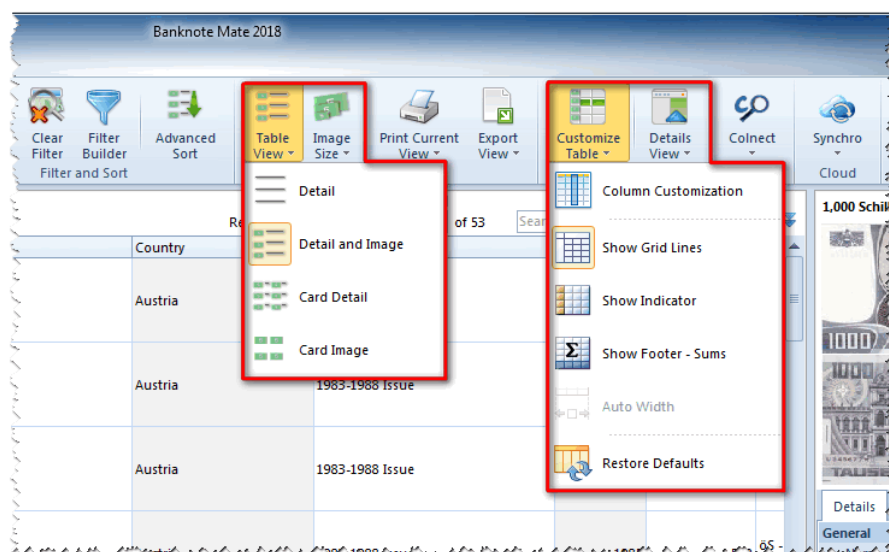 Banknote Mate 2018
Clear Filter
Filter Builder
Advanced Sort
Table View
Image Size
Print Current View
Export View
Customize Table
Details View
Colnect
Synchro
Filter and Sort
Cloud
Detail
Detail and Image
Card Detail
Card Image
Column Customization
Show Grid Lines
Show Indicator
Show Footer - Sums
Auto Width
Restore Defaults
of 53
Country
Austria
Austria
1983-1988 Issue
Austria
1983-1988 Issue
1,000 Schil
1000
1000
Details
General
öS -